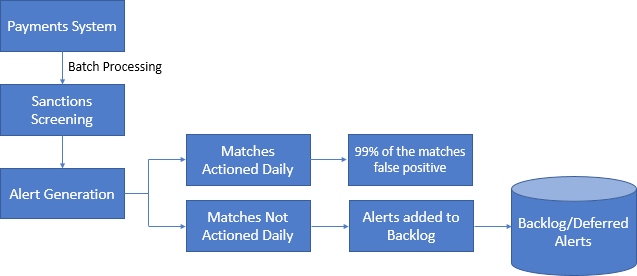 Payments System
Batch Processing
Sanctions
Screening
Alert Generation
Matches
Actioned Daily
99% of the matches
false positive
Matches Not
Actioned Daily
Alerts added to
Backlog
Backlog/Deferred
Alerts